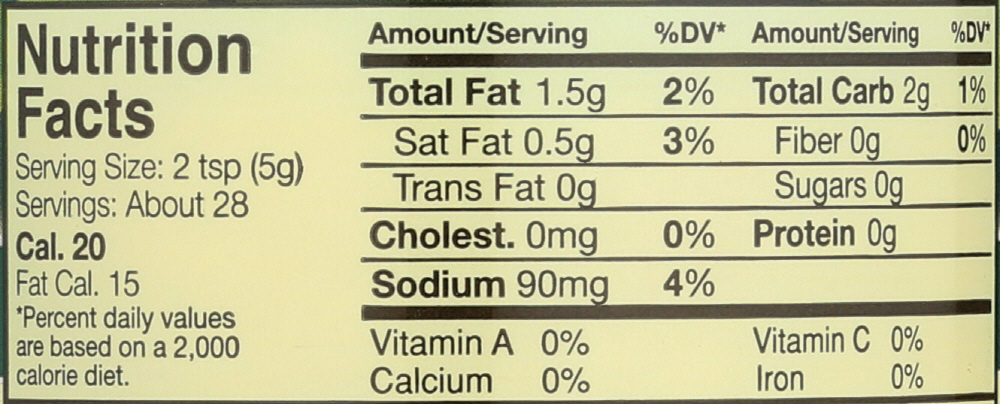 Nutrition
Facts
Serving Size: 2 tsp (5g)
Servings: About 28
Cal. 20
Fat Cal. 15
*Percent daily values
are based on a 2,000
calorie diet.
Amount/Serving %DV* Amount/Serving %DV*
Total Fat 1.5g 2% Total Carb 2g 1%
Sat Fat 0.5g 3% Fiber 0g 0%
Trans Fat 0g Sugars 0g
Cholest. 0mg 0% Protein 0g
Sodium 90mg 4%
Vitamin A 0% Vitamin C 0%
Calcium 0% Iron 0%